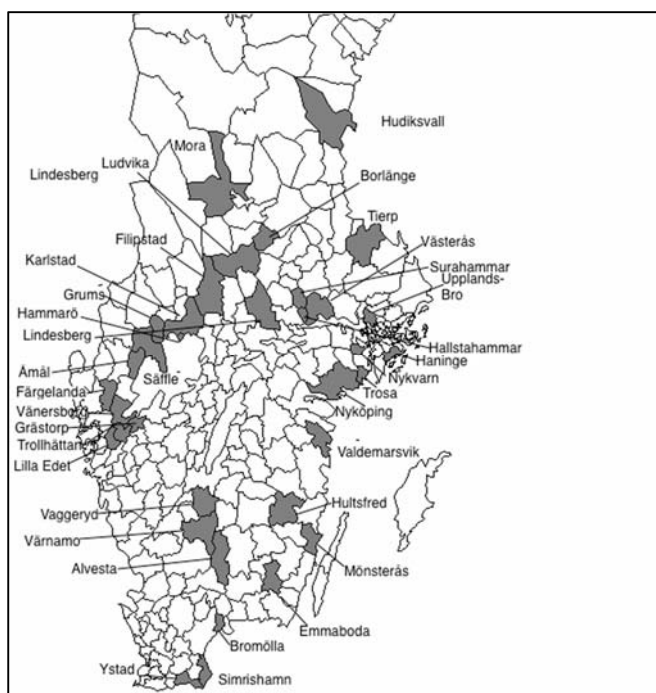 Hudiksvall
Mora
Ludvika
Lindesberg
Borlänge
Tierp
Filipstad
Västerås
Karlstad
Surahammar
Upplands-
Bro
Grums
Hammarö
Lindesberg
Hallstahammar
Haninge
Åmål
Säffle
Nykvarn
Färgelanda
Trosa
Vänersborg
Nyköping
Grästorp
Trollhättan
Valdemarsvik
Lilla Edet
Vaggeryd
Hultsfred
Värnamo
Alvesta
Mönsterås
Emmaboda
Bromölla
Ystad
Simrishamn